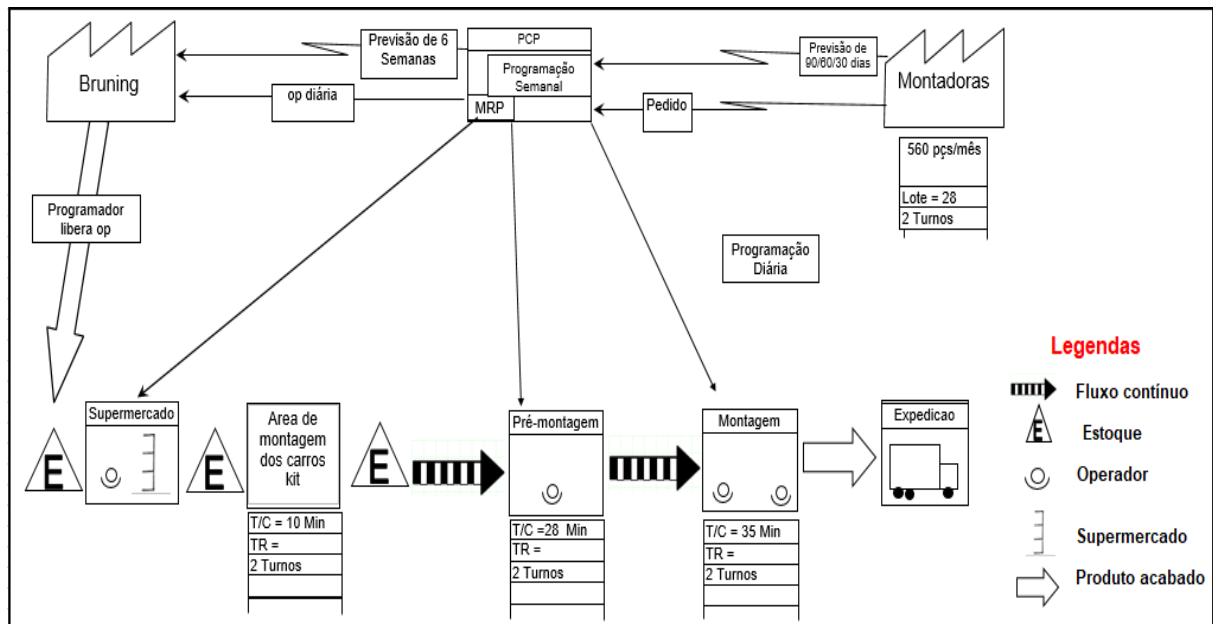 Bruning
Previsão de 6
Semanas
op diária
PCP
Programação
Semanal
MRP
Previsão de
90/60/30 dias
Pedido
Montadoras
560 pçs/mês
Lote = 28
2 Turnos
Programador
libera op
Programação
Diária
Legendas
Fluxo contínuo
E
Estoque
Operador
Supermercado
Produto acabado
E
Supermercado
E
Area de
montagem
dos carros
kit
T/C = 10 Min
TR =
2 Turnos
E
Pré-montagem
T/C =28 Min
TR =
2 Turnos
Montagem
T/C = 35 Min
TR =
2 Turnos
Expedicao